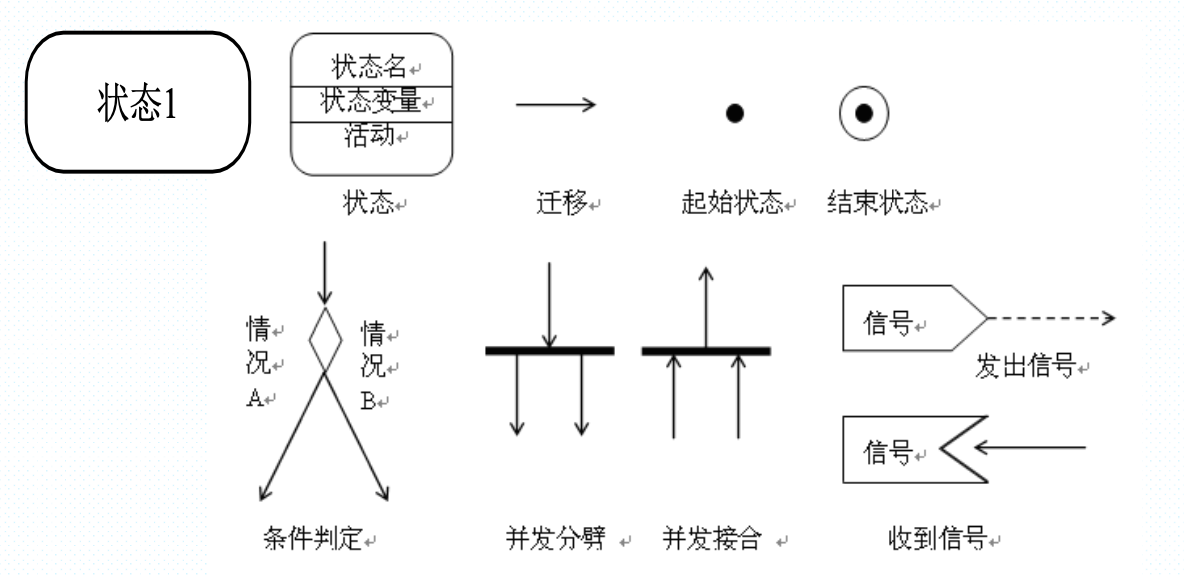 状态1
状态名
状态变量
活动
状态
迁移
起始状态
结束状态
情
况
A
情
况
B
信号
发出信号
信号
条件判定
并发分劈
并发接合
收到信号